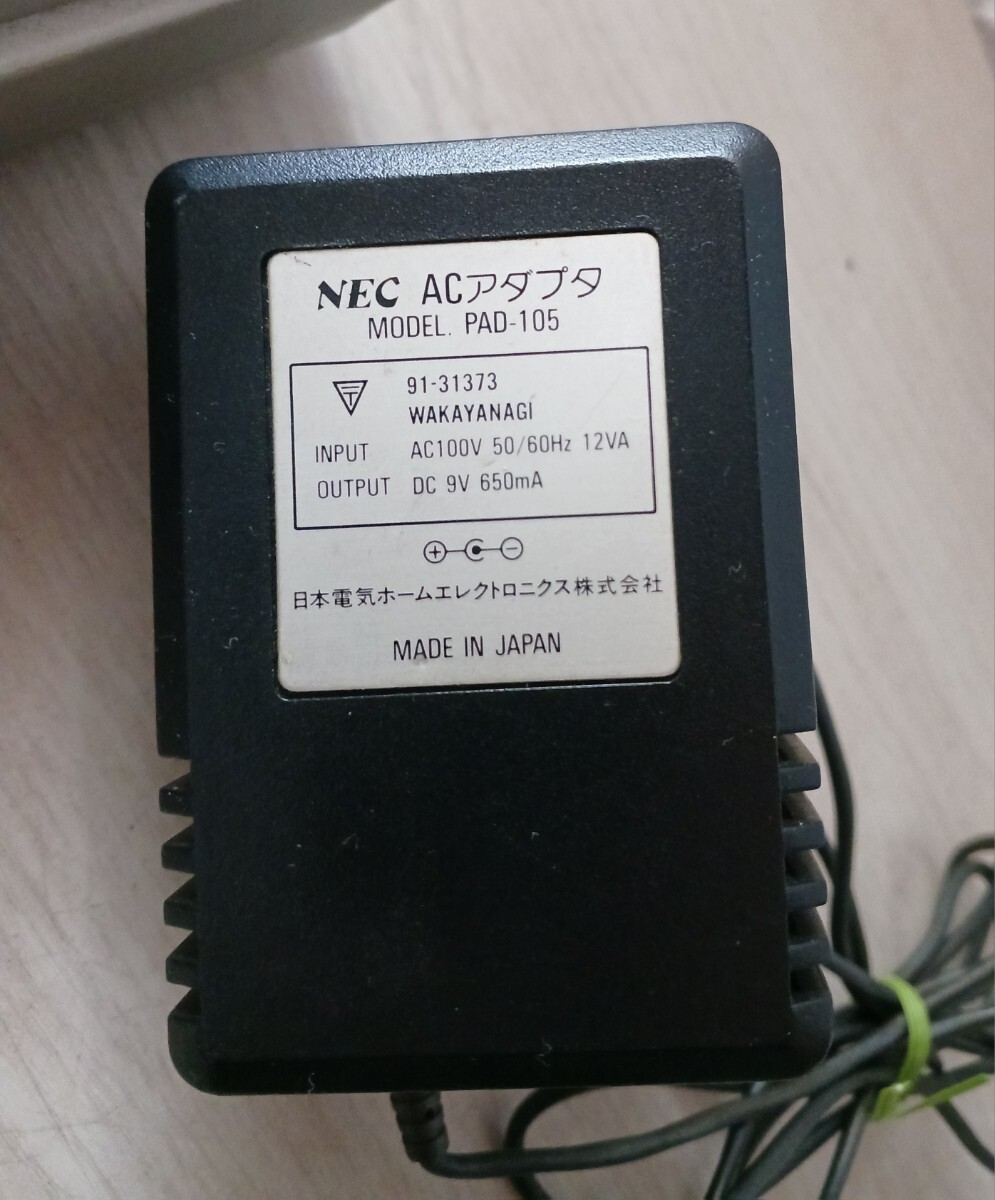 NEC ACアダプタ
MODEL. PAD-105
91-31373
WAKAYANAGI
INPUT AC100V 50/60Hz 12VA
OUTPUT DC 9V 650mA
日本電気ホームエレクトロニクス株式会社
MADE IN JAPAN